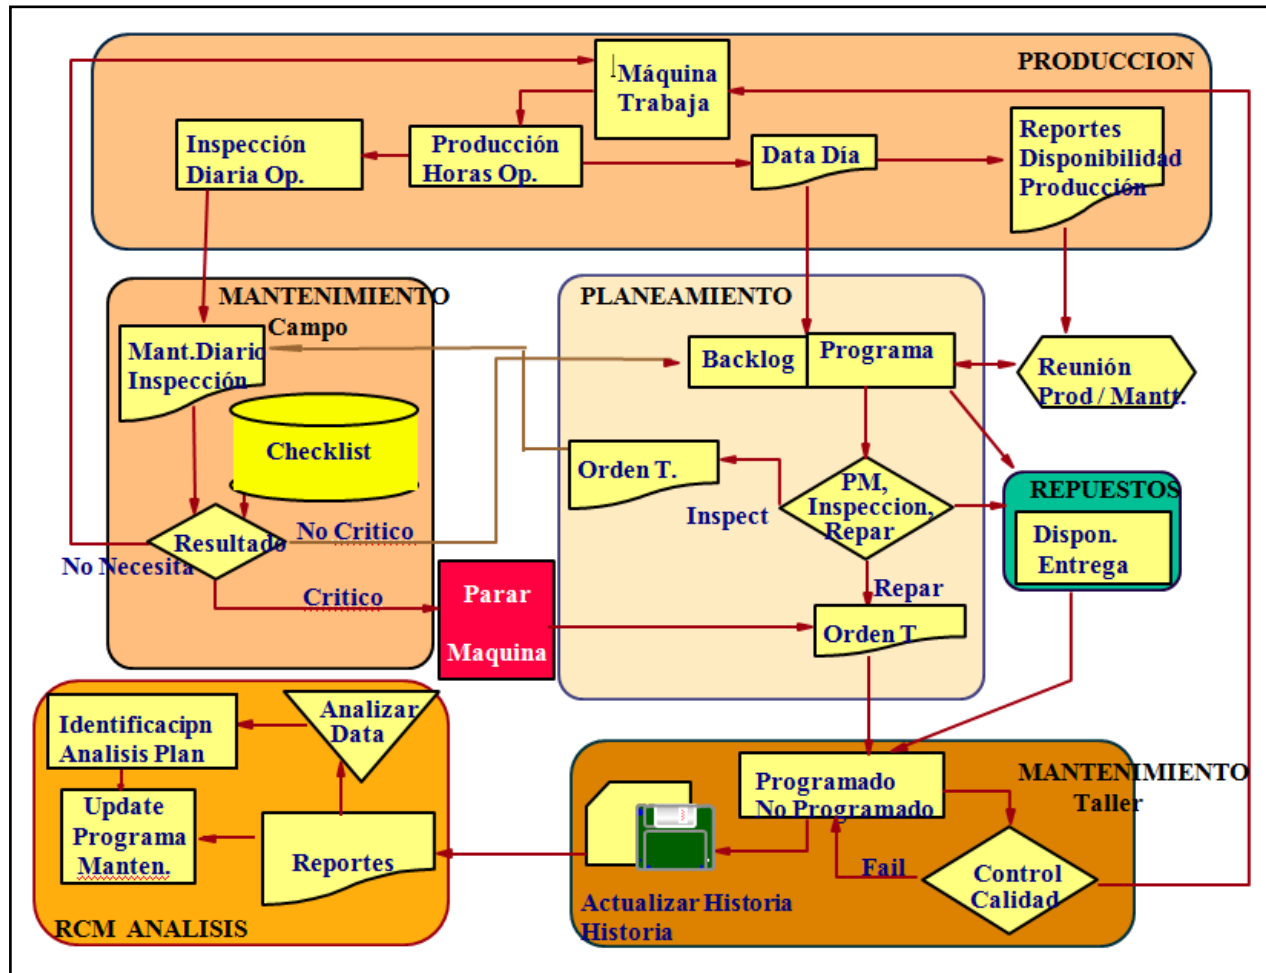 PRODUCCION
Máquina
Trabaja
Inspección
Diaria Op.
Producción
Horas Op.
Data Día
Reportes
Disponibilidad
Producción
MANTENIMIENTO
Campo
Mant.Diario
Inspección
Checklist
Resultado
No Critico
No Necesita
Critico
Parar
Maquina
PLANEAMIENTO
Backlog
Programa
Orden T.
Inspect
PM,
Inspeccion,
Repar
Repar
Orden T
Reunión
Prod / Mantt.
REPUESTOS
Dispon.
Entrega
Identificacipn
Analisis Plan
Analizar
Data
Update
Programa
Manten.
Reportes
RCM ANALISIS
MANTENIMIENTO
Taller
Programado
No Programado
Fail
Control
Calidad
Actualizar Historia
Historia